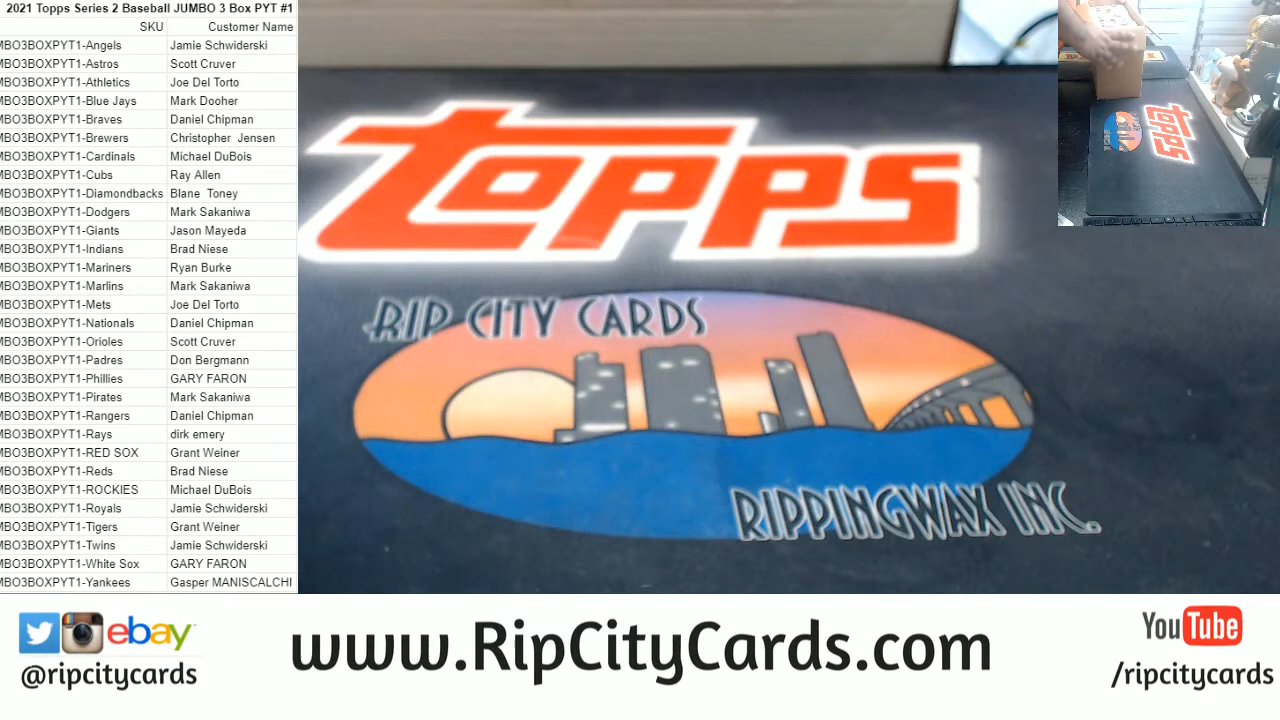 2021 Topps Series 2 Baseball JUMBO 3 Box PYT #1
SKU Customer Name
MBO3BOXPYT1-Angels Jamie Schwiderski
MBO3BOXPYT1-Astros Scott Cruver
MBO3BOXPYT1-Athletics Joe Del Torto
MBO3BOXPYT1-Blue Jays Mark Dooher
MBO3BOXPYT1-Braves Daniel Chipman
MBO3BOXPYT1-Brewers Christopher Jensen
MBO3BOXPYT1-Cardinals Michael DuBois
MBO3BOXPYT1-Cubs Ray Allen
MBO3BOXPYT1-Diamondbacks Blane Toney
MBO3BOXPYT1-Dodgers Mark Sakaniwa
MBO3BOXPYT1-Giants Jason Mayeda
MBO3BOXPYT1-Indians Brad Niese
MBO3BOXPYT1-Mariners Ryan Burke
MBO3BOXPYT1-Marlins Mark Sakaniwa
MBO3BOXPYT1-Mets Joe Del Torto
MBO3BOXPYT1-Nationals Daniel Chipman
MBO3BOXPYT1-Orioles Scott Cruver
MBO3BOXPYT1-Padres Don Bergmann
MBO3BOXPYT1-Phillies GARY FARON
MBO3BOXPYT1-Pirates Mark Sakaniwa
MBO3BOXPYT1-Rangers Daniel Chipman
MBO3BOXPYT1-Rays dirk emery
MBO3BOXPYT1-RED SOX Grant Weiner
MBO3BOXPYT1-Reds Brad Niese
MBO3BOXPYT1-ROCKIES Michael DuBois
MBO3BOXPYT1-Royals Jamie Schwiderski
MBO3BOXPYT1-Tigers Grant Weiner
MBO3BOXPYT1-Twins Jamie Schwiderski
MBO3BOXPYT1-White Sox GARY FARON
MBO3BOXPYT1-Yankees Gasper MANISCALCHI
topps
RIP CITY CARDS
RIPPINGWAX INC.
topps
ebay
@ripcitycards
www.RipCityCards.com
YouTube
/ripcitycards